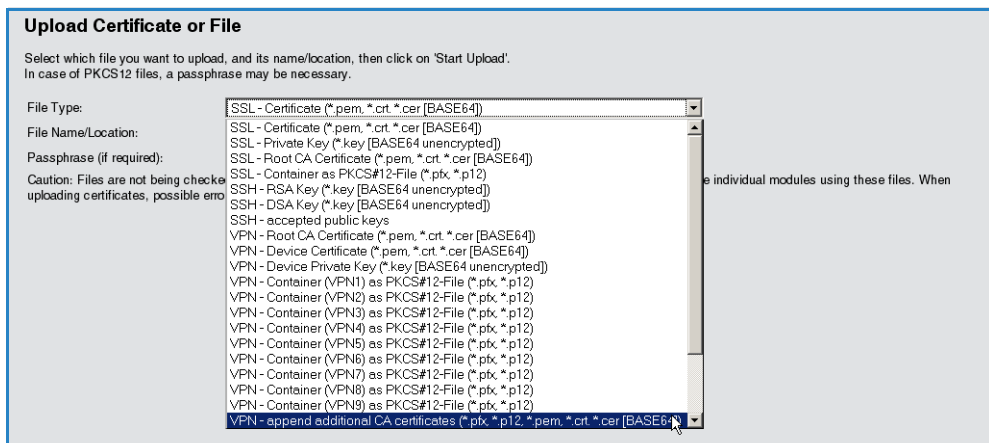 Upload Certificate or File
Select which file you want to upload, and its name/location, then click on 'Start Upload'.
In case of PKCS12 files, a passphrase may be necessary.
File Type:
SSL - Certificate (*.pem, *.crt. *.cer [BASE64])
File Name/Location:
Passphrase (if required):
Caution: Files are not being checke
e individual modules using these files. When
uploading certificates, possible erro
SSL - Certificate (*.pem, *.crt. *.cer [BASE64])
SSL - Private Key (*.key [BASE64 unencrypted])
SSL - Root CA Certificate (*.pem, *.crt. *.cer [BASE64])
SSL - Container as PKCS#12-File (*.pfx, *.p12)
SSH - RSA Key (*.key [BASE64 unencrypted])
SSH - DSA Key (*.key [BASE64 unencrypted])
SSH - accepted public keys
VPN - Root CA Certificate (*.pem, *.crt. *.cer [BASE64])
VPN - Device Certificate (*.pem, *.crt. *.cer [BASE64])
VPN - Device Private Key (*.key [BASE64 unencrypted])
VPN - Container (VPN1) as PKCS#12-File (*.pfx, *.p12)
VPN - Container (VPN2) as PKCS#12-File (*.pfx, *.p12)
VPN - Container (VPN3) as PKCS#12-File (*.pfx, *.p12)
VPN - Container (VPN4) as PKCS#12-File (*.pfx, *.p12)
VPN - Container (VPN5) as PKCS#12-File (*.pfx, *.p12)
VPN - Container (VPN6) as PKCS#12-File (*.pfx, *.p12)
VPN - Container (VPN7) as PKCS#12-File (*.pfx, *.p12)
VPN - Container (VPN8) as PKCS#12-File (*.pfx, *.p12)
VPN - Container (VPN9) as PKCS#12-File (*.pfx, *.p12)
VPN - append additional CA certificates (*.pfx, *.p12, *.pem, *.crt. *.cer [BASE64])